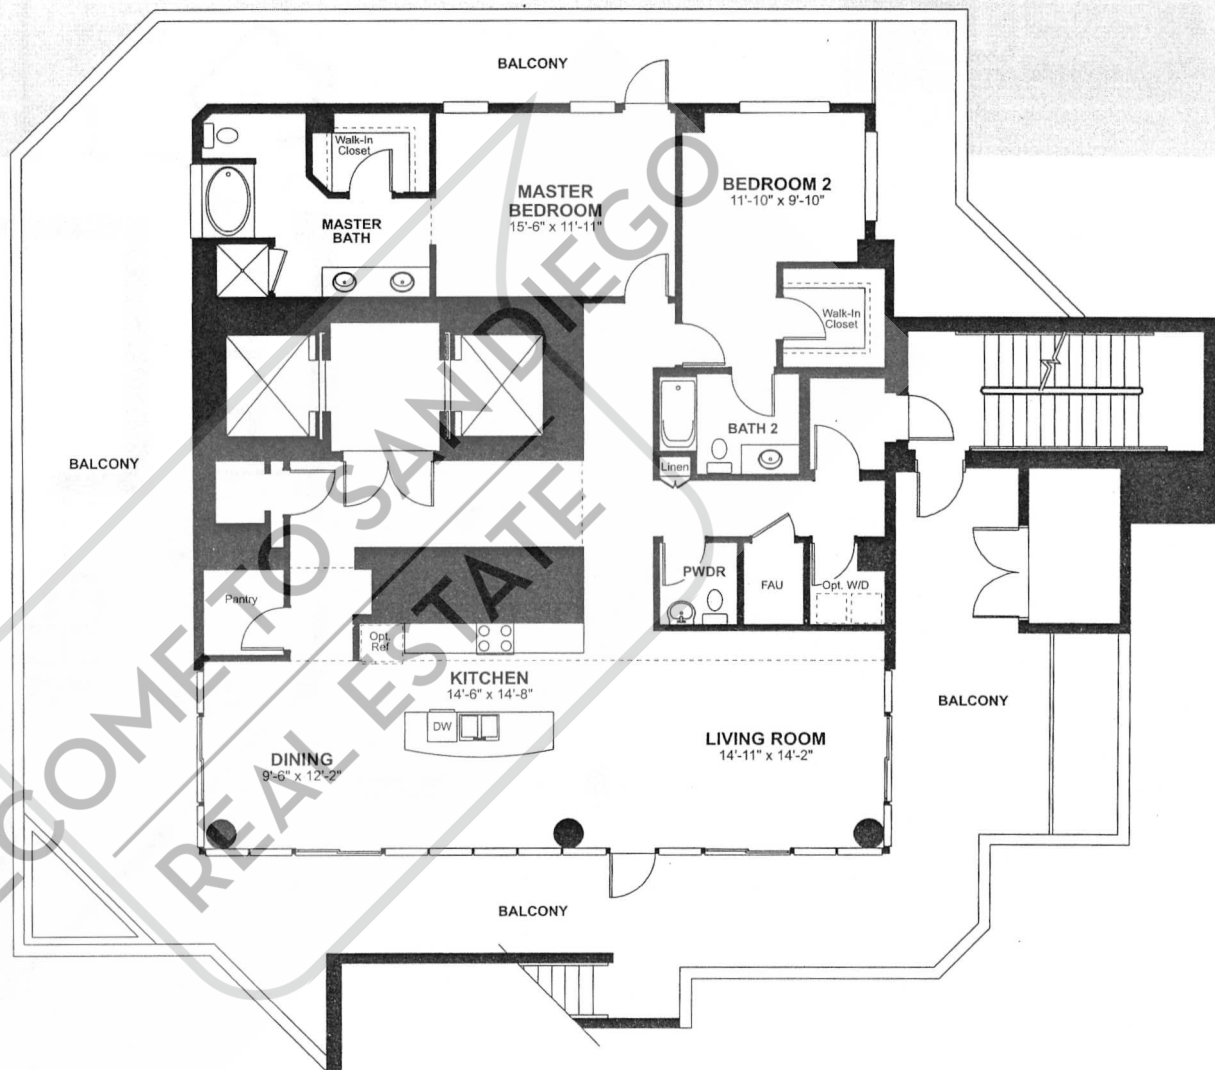 BALCONY
Walk-In
Closet
MASTER
BEDROOM
15'-6" x 11'-11"
BEDROOM 2
11'-10" x 9'-10"
MASTER
BATH
Walk-In
Closet
BATH 2
BALCONY
Linen
PWDR
FAU
Opt. W/D
Pantry
Opt.
Ref
KITCHEN
14'-6" x 14'-8"
BALCONY
DW
LIVING ROOM
14'-11" x 14'-2"
DINING
9'-6" x 12'-2"
BALCONY
COME TO SAN DIEGO
REAL ESTATE